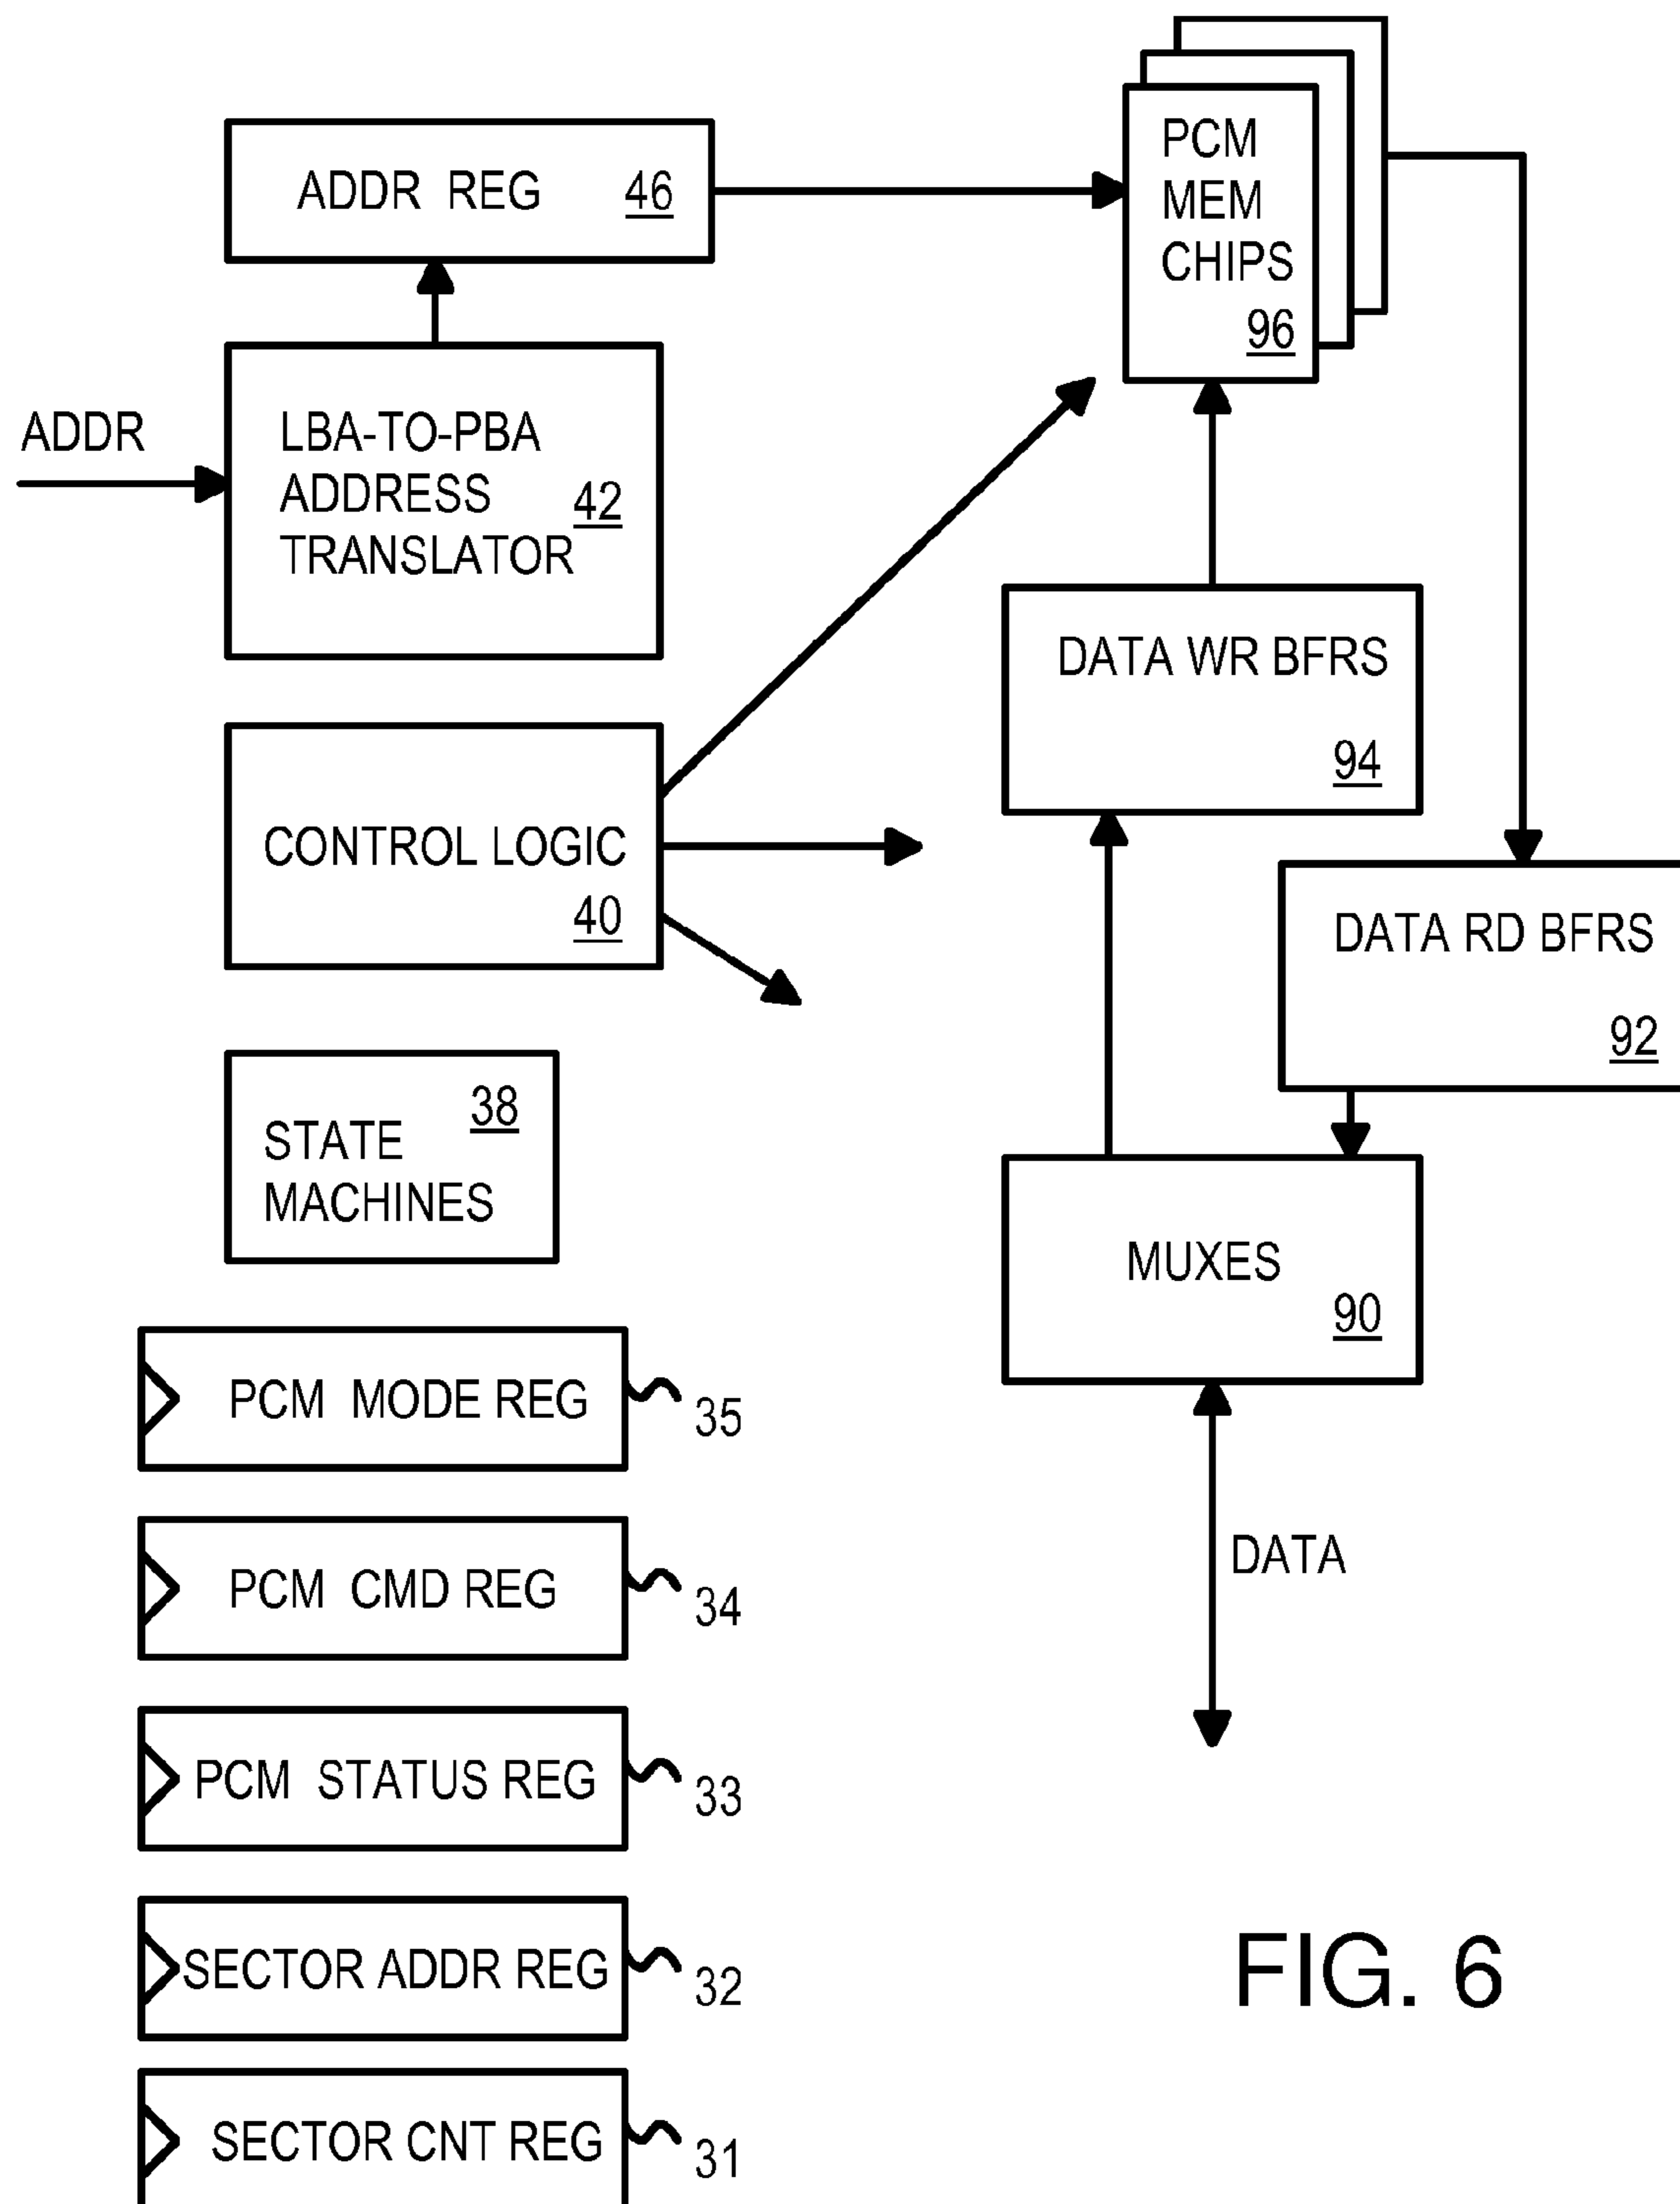 ADDR REG 46
PCM
MEM
CHIPS
96
ADDR
LBA-TO-PBA
ADDRESS
42
TRANSLATOR
DATA WR BFRS
94
CONTROL LOGIC
40
DATA RD BFRS
92
38
STATE
MACHINES
MUXES
90
PCM MODE REG 35
DATA
PCM CMD REG 34
PCM STATUS REG 33
SECTOR ADDR REG 32
SECTOR CNT REG 31
FIG. 6